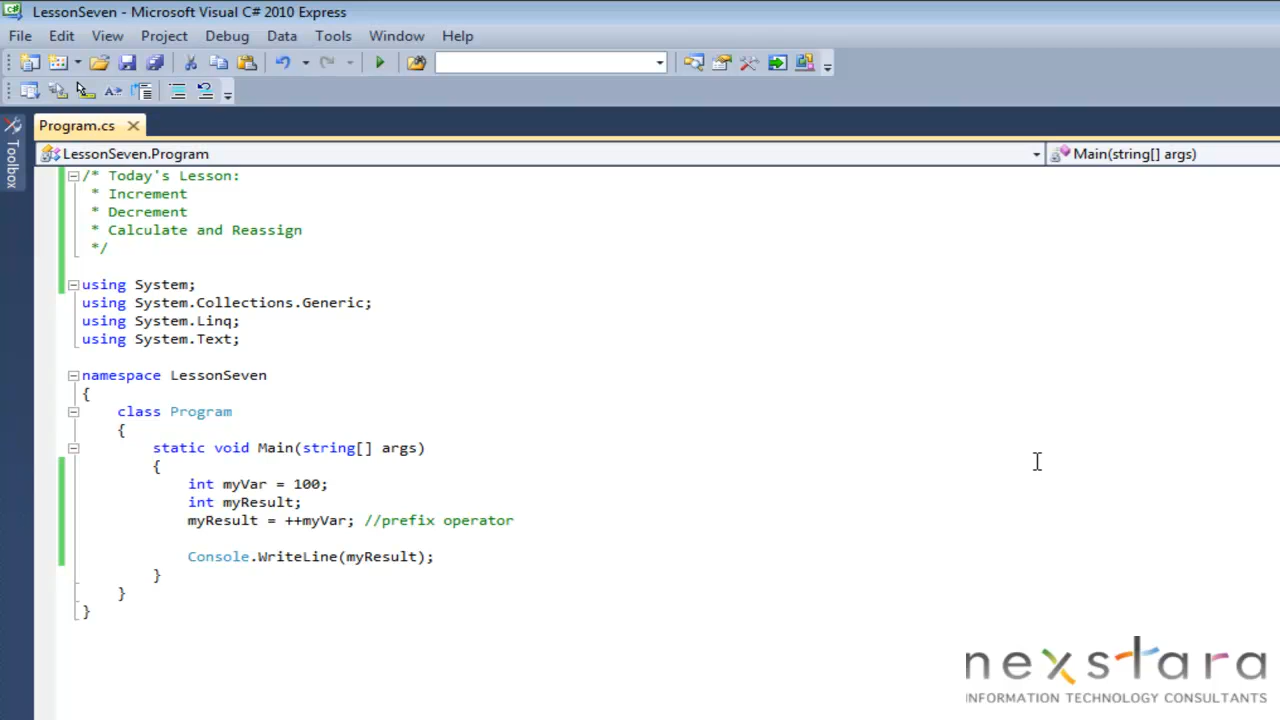 LessonSeven - Microsoft Visual C# 2010 Express
File Edit View Project Debug Data Tools Window Help
Program.cs
Toolbox
LessonSeven.Program
Main(string[] args)
/* Today's Lesson:
* Increment
* Decrement
* Calculate and Reassign
*/
using System;
using System.Collections.Generic;
using System.Linq;
using System.Text;
namespace LessonSeven
{
class Program
{
static void Main(string[] args)
{
int myVar = 100;
int myResult;
myResult = ++myVar; //prefix operator
Console.WriteLine(myResult);
}
}
}
nexstara
INFORMATION TECHNOLOGY CONSULTANTS